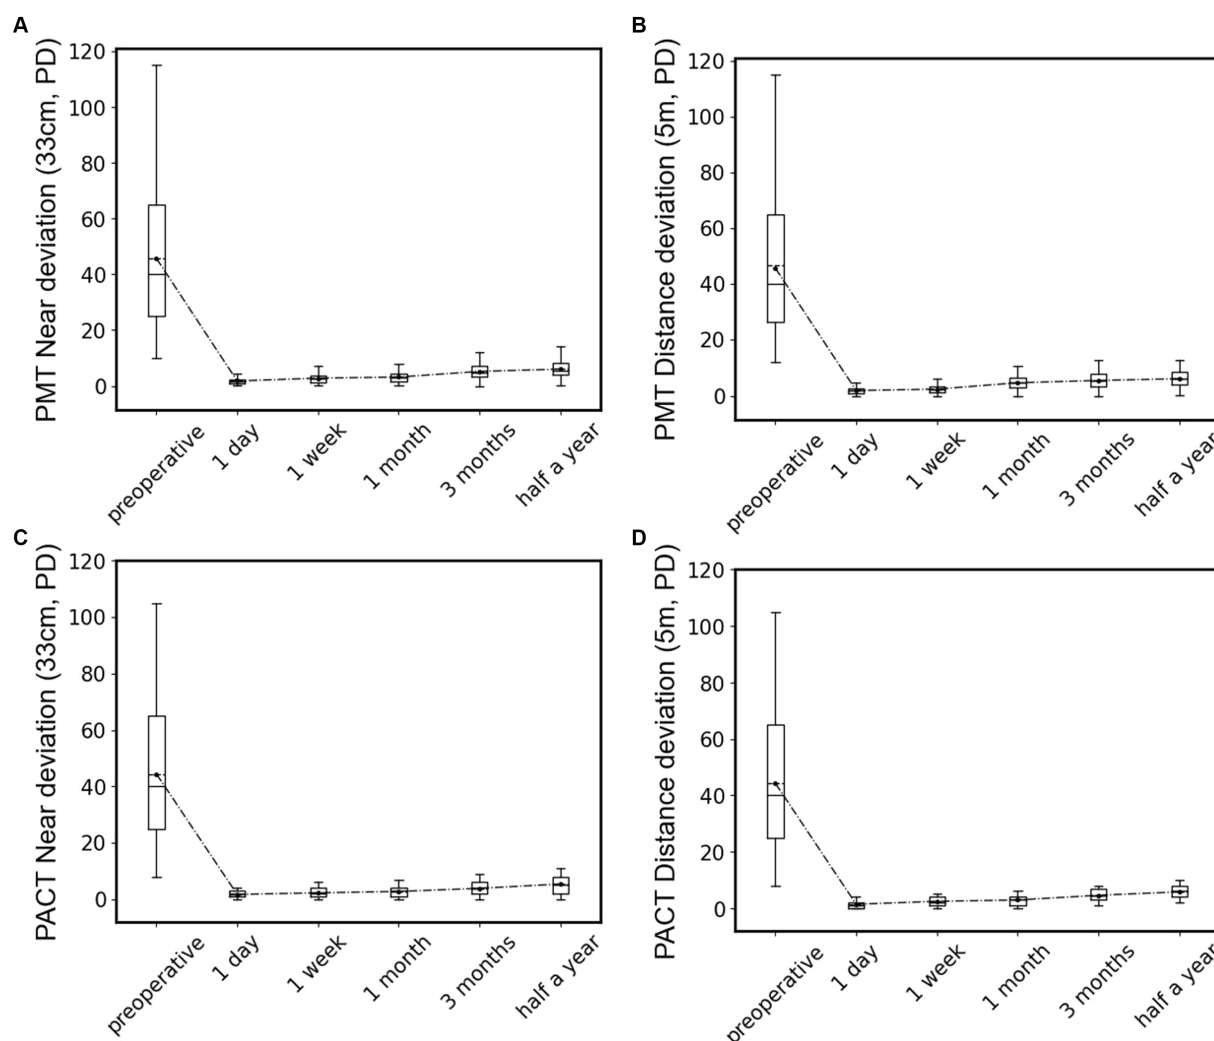 A
PMT Near deviation (33cm, PD)
120
100
80
60
40
20
0
preoperative
1 day
1 week
1 month
3 months
half a year
B
PMT Distance deviation (5m, PD)
120
100
80
60
40
20
0
preoperative
1 day
1 week
1 month
3 months
half a year
C
PACT Near deviation (33cm, PD)
120
100
80
60
40
20
0
preoperative
1 day
1 week
1 month
3 months
half a year
D
PACT Distance deviation (5m, PD)
120
100
80
60
40
20
0
preoperative
1 day
1 week
1 month
3 months
half a year